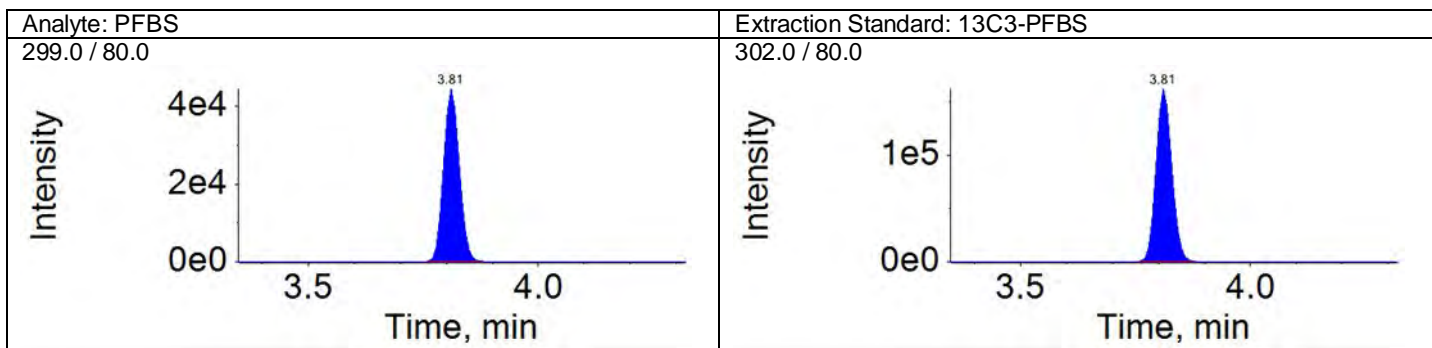 Analyte: PFBS
Extraction Standard: 13C3-PFBS
299.0 / 80.0
302.0 / 80.0
3.81
4e4
2e4
0e0
3.5
4.0
Intensity
Time, min
3.81
1e5
0e0
3.5
4.0
Intensity
Time, min